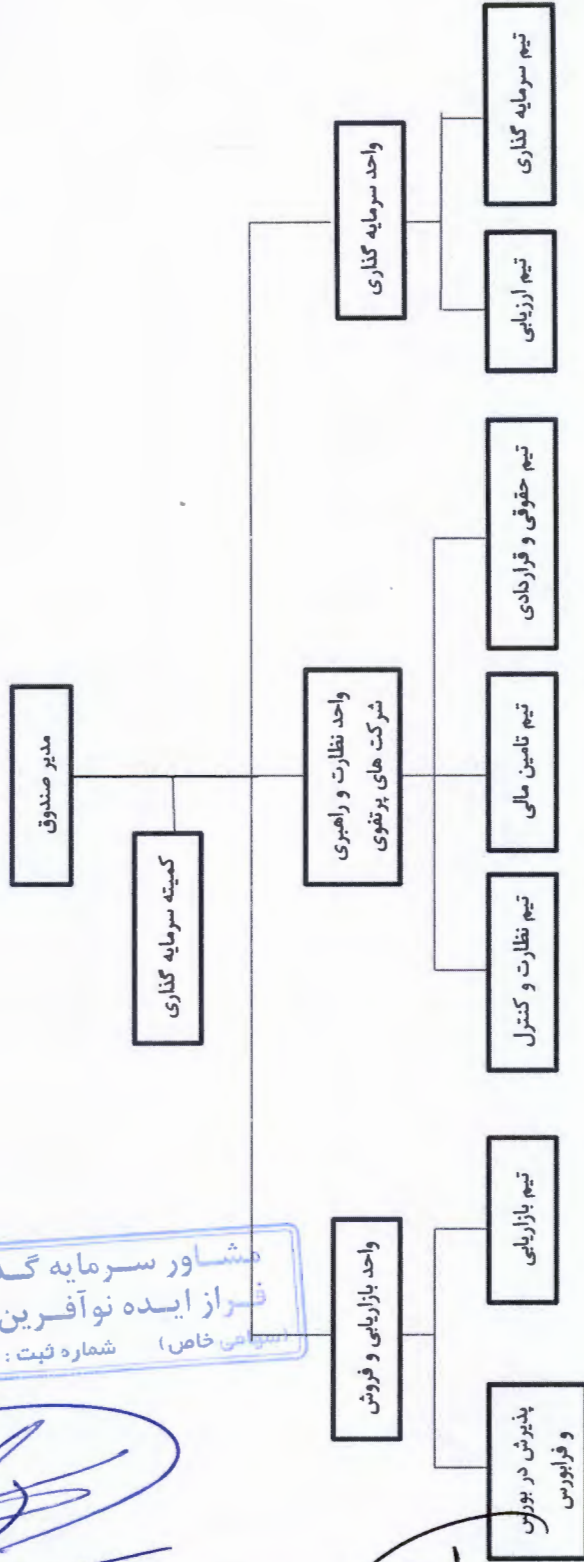 مدیر صندوق
کمیته سرمایه گذاری
واحد سرمایه گذاری
تیم سرمایه گذاری
تیم ارزیابی
واحد نظارت و راهبری
شرکت های پرتفوی
تیم حقوقی و قراردادی
تیم تامین مالی
تیم نظارت و کنترل
واحد بازاریابی و فروش
تیم بازاریابی
پذیرش در بورس
و فرابورس
مشاور سرمایه گذ
فراز ایده نوآفرین
(سهامی خاص) شماره ثبت :